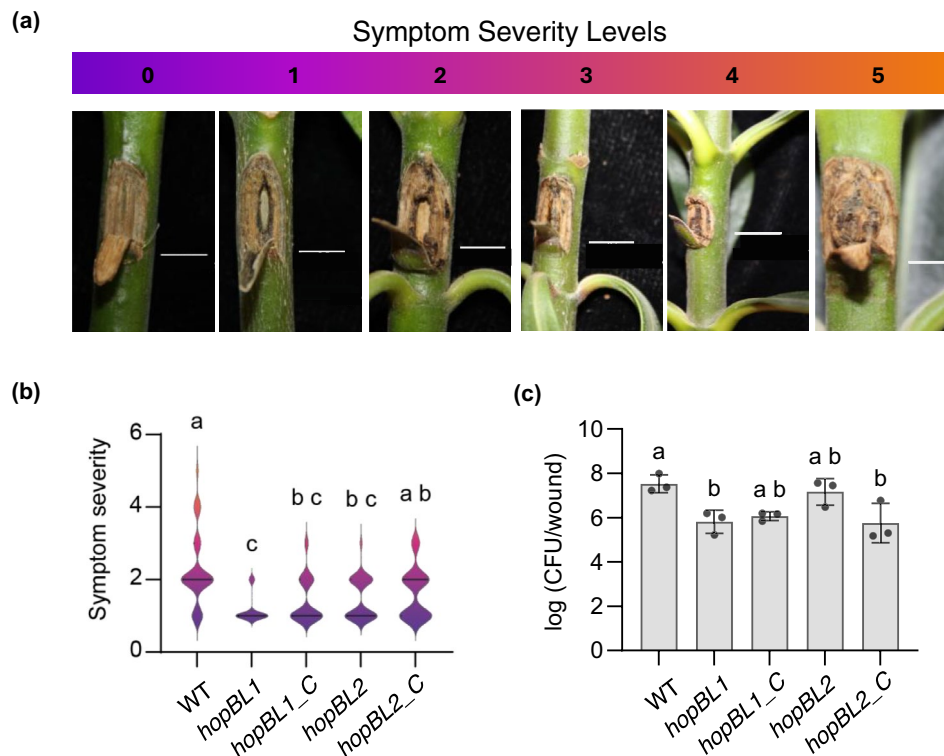 (a)
Symptom Severity Levels
0 1 2 3 4 5
(b)
Symptom severity
6
4
2
0
a
c
b c
b c
a b
WT
hopBL1
hopBL1_C
hopBL2
hopBL2_C
(c)
log (CFU/wound)
10
8
6
4
2
0
a
b
a b
a b
b
WT
hopBL1
hopBL1_C
hopBL2
hopBL2_C